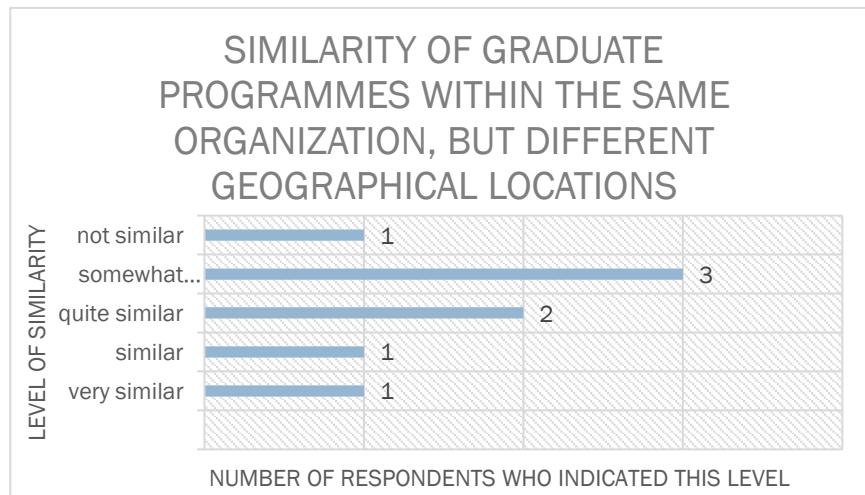 SIMILARITY OF GRADUATE
PROGRAMMES WITHIN THE SAME
ORGANIZATION, BUT DIFFERENT
GEOGRAPHICAL LOCATIONS
LEVEL OF SIMILARITY
not similar 1
somewhat... 3
quite similar 2
similar 1
very similar 1
NUMBER OF RESPONDENTS WHO INDICATED THIS LEVEL